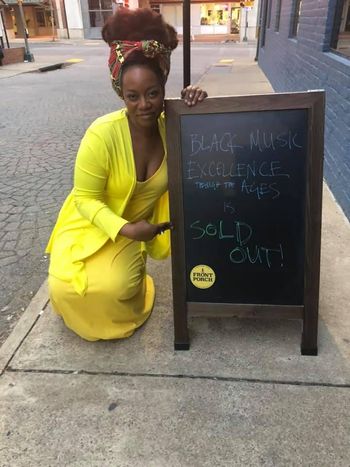 BLACK MUSIC
EXCELLENCE
THROUGH THE AGES
IS
SOLD
OUT!
FRONT
PORCH